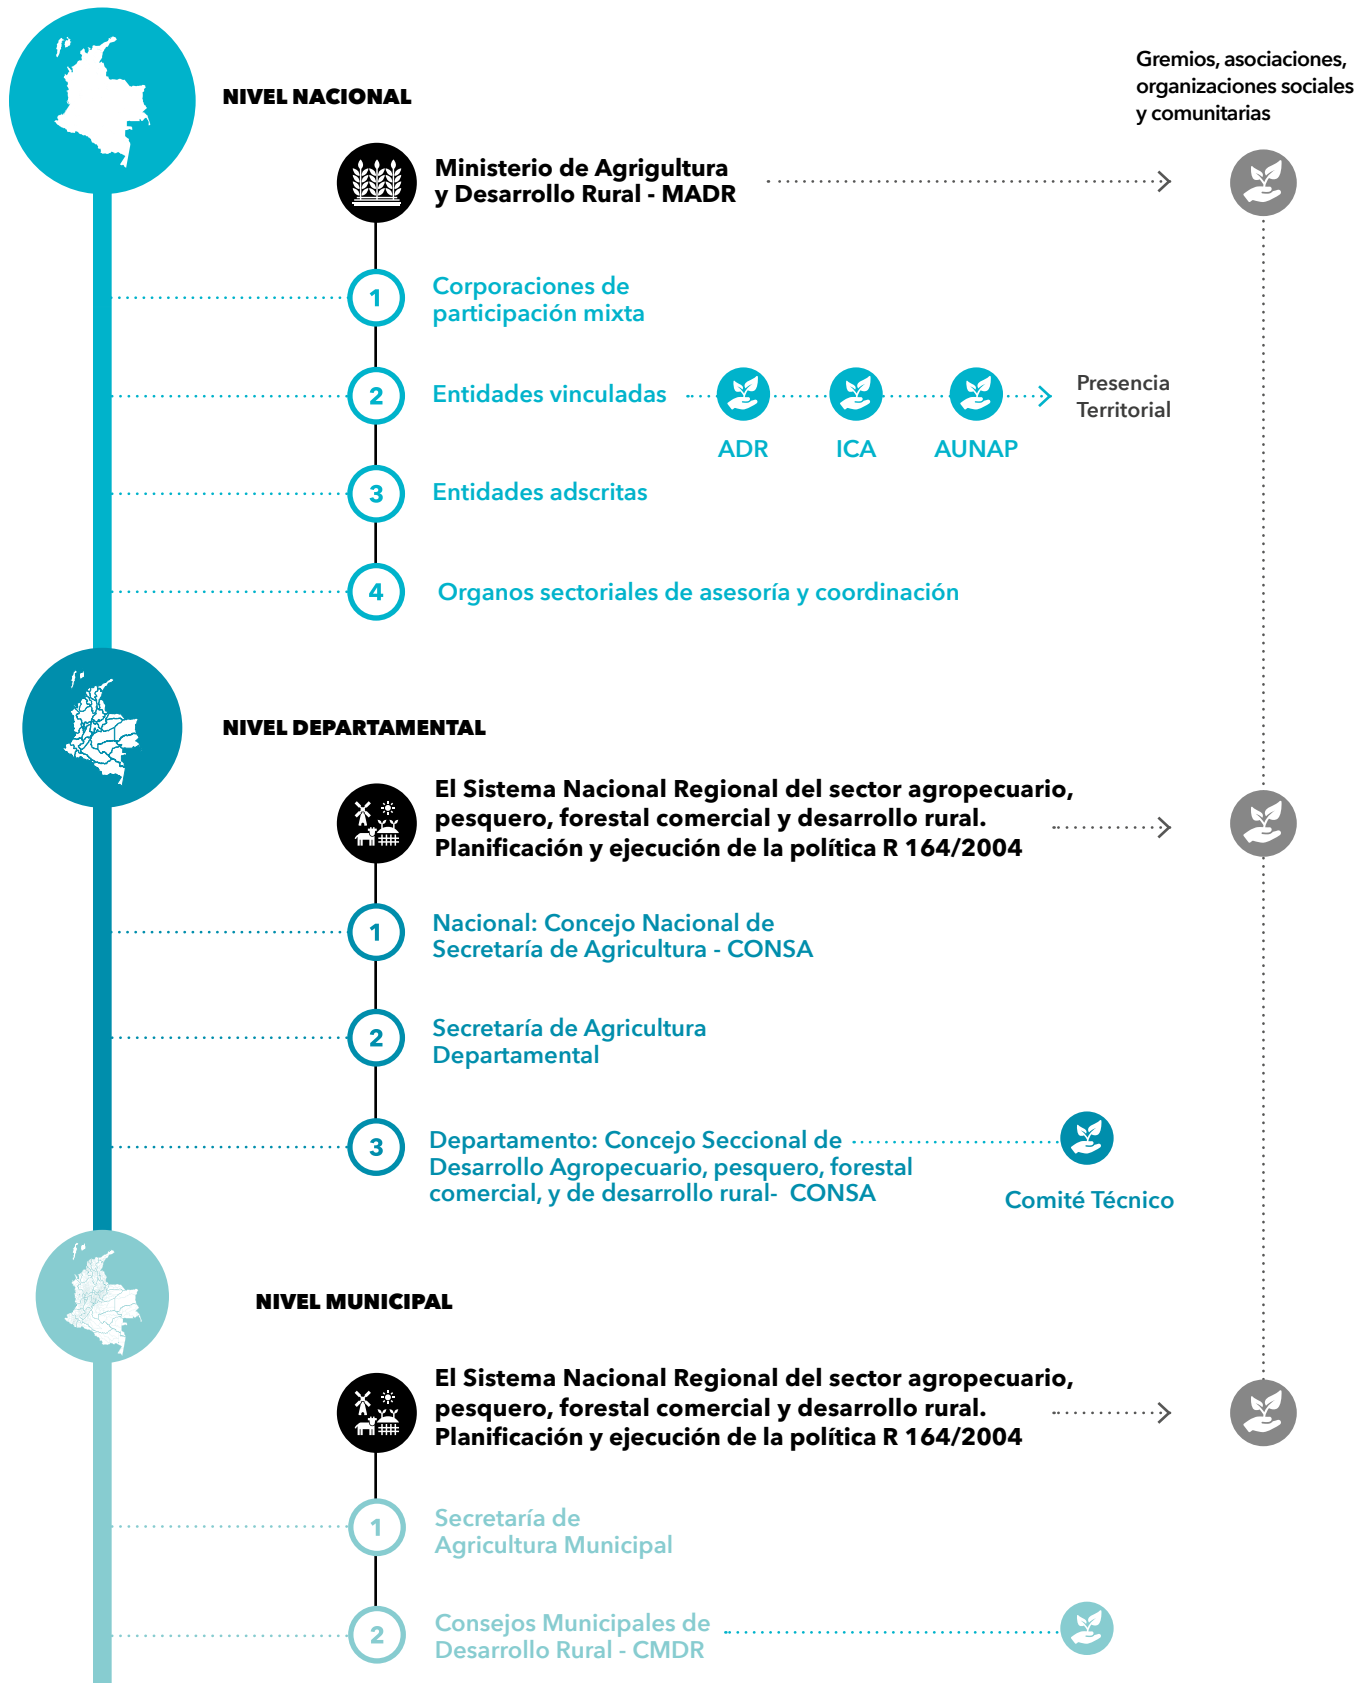 Gremios, asociaciones,
organizaciones sociales
y comunitarias
NIVEL NACIONAL
Ministerio de Agrigultura
y Desarrollo Rural - MADR
1
Corporaciones de
participación mixta
2
Entidades vinculadas
ADR
ICA
AUNAP
Presencia
Territorial
3
Entidades adscritas
4
Organos sectoriales de asesoría y coordinación
NIVEL DEPARTAMENTAL
El Sistema Nacional Regional del sector agropecuario,
pesquero, forestal comercial y desarrollo rural.
Planificación y ejecución de la política R 164/2004
1
Nacional: Concejo Nacional de
Secretaría de Agricultura - CONSA
2
Secretaría de Agricultura
Departamental
3
Departamento: Concejo Seccional de
Desarrollo Agropecuario, pesquero, forestal
comercial, y de desarrollo rural- CONSA
Comité Técnico
NIVEL MUNICIPAL
El Sistema Nacional Regional del sector agropecuario,
pesquero, forestal comercial y desarrollo rural.
Planificación y ejecución de la política R 164/2004
1
Secretaría de
Agricultura Municipal
2
Consejos Municipales de
Desarrollo Rural - CMDR